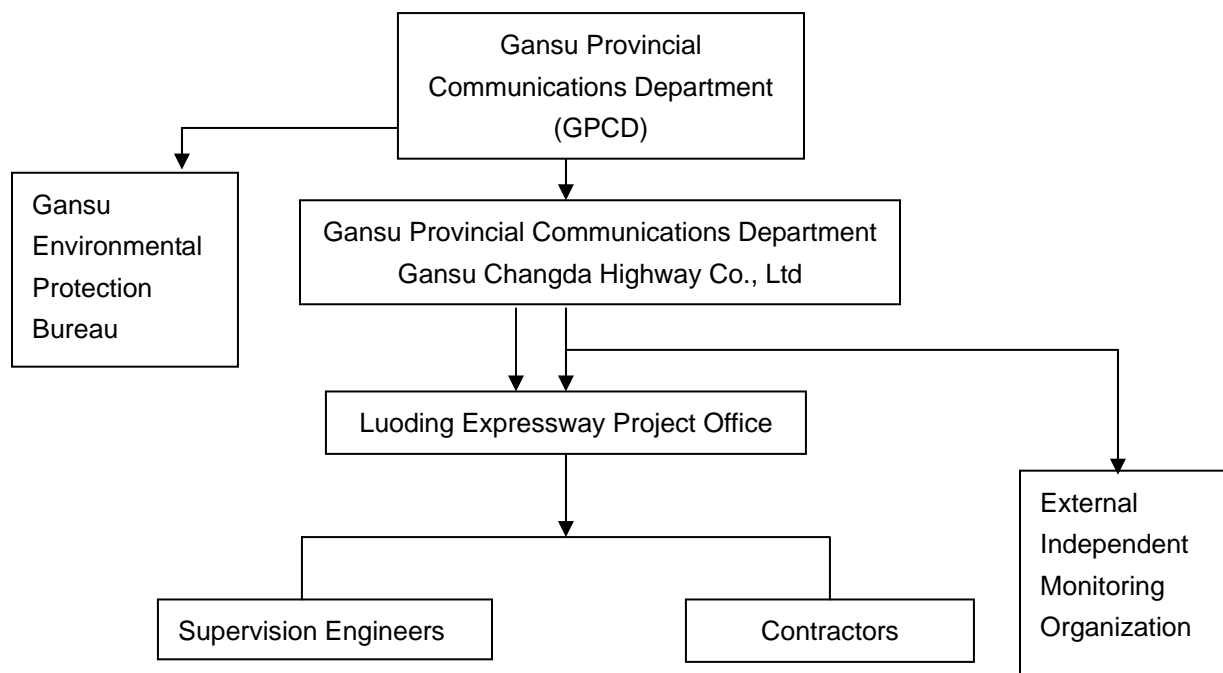 Gansu Provincial
Communications Department
(GPCD)
Gansu
Environmental
Protection
Bureau
Gansu Provincial Communications Department
Gansu Changda Highway Co., Ltd
Luoding Expressway Project Office
External
Independent
Monitoring
Organization
Supervision Engineers
Contractors